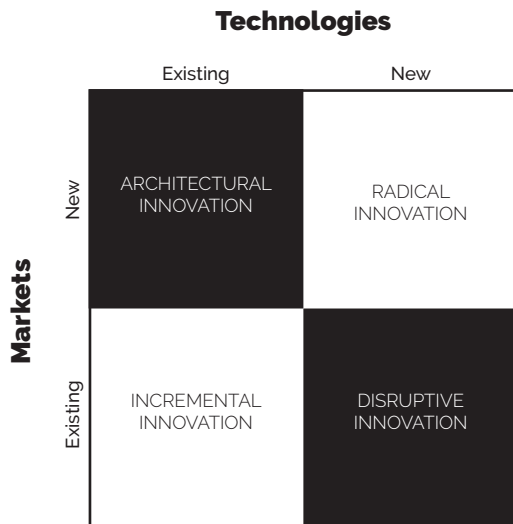 Technologies
Existing
New
Markets
New
ARCHITECTURAL
INNOVATION
RADICAL
INNOVATION
Existing
INCREMENTAL
INNOVATION
DISRUPTIVE
INNOVATION